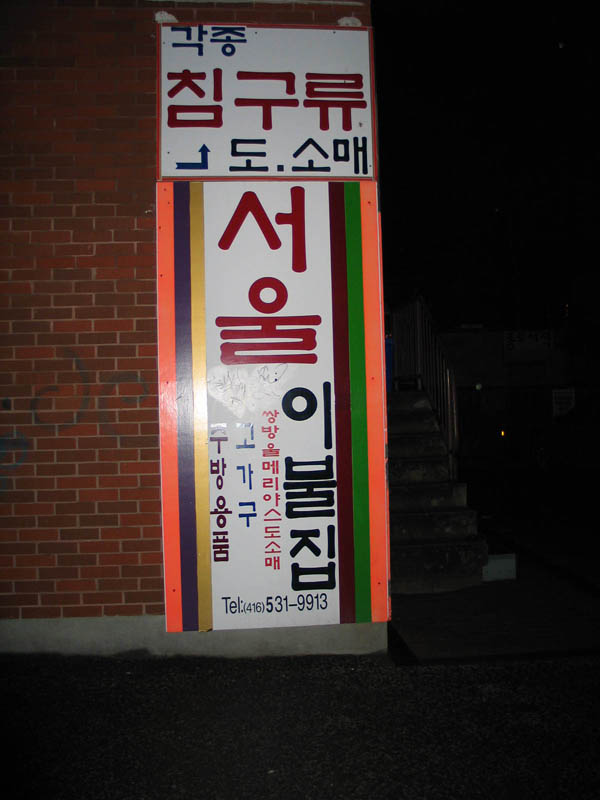 각종
침구류
도.소매
서울
이불집
쌍방울메리야스도소매
고가구
주방용품
Tel:(416)531-9913